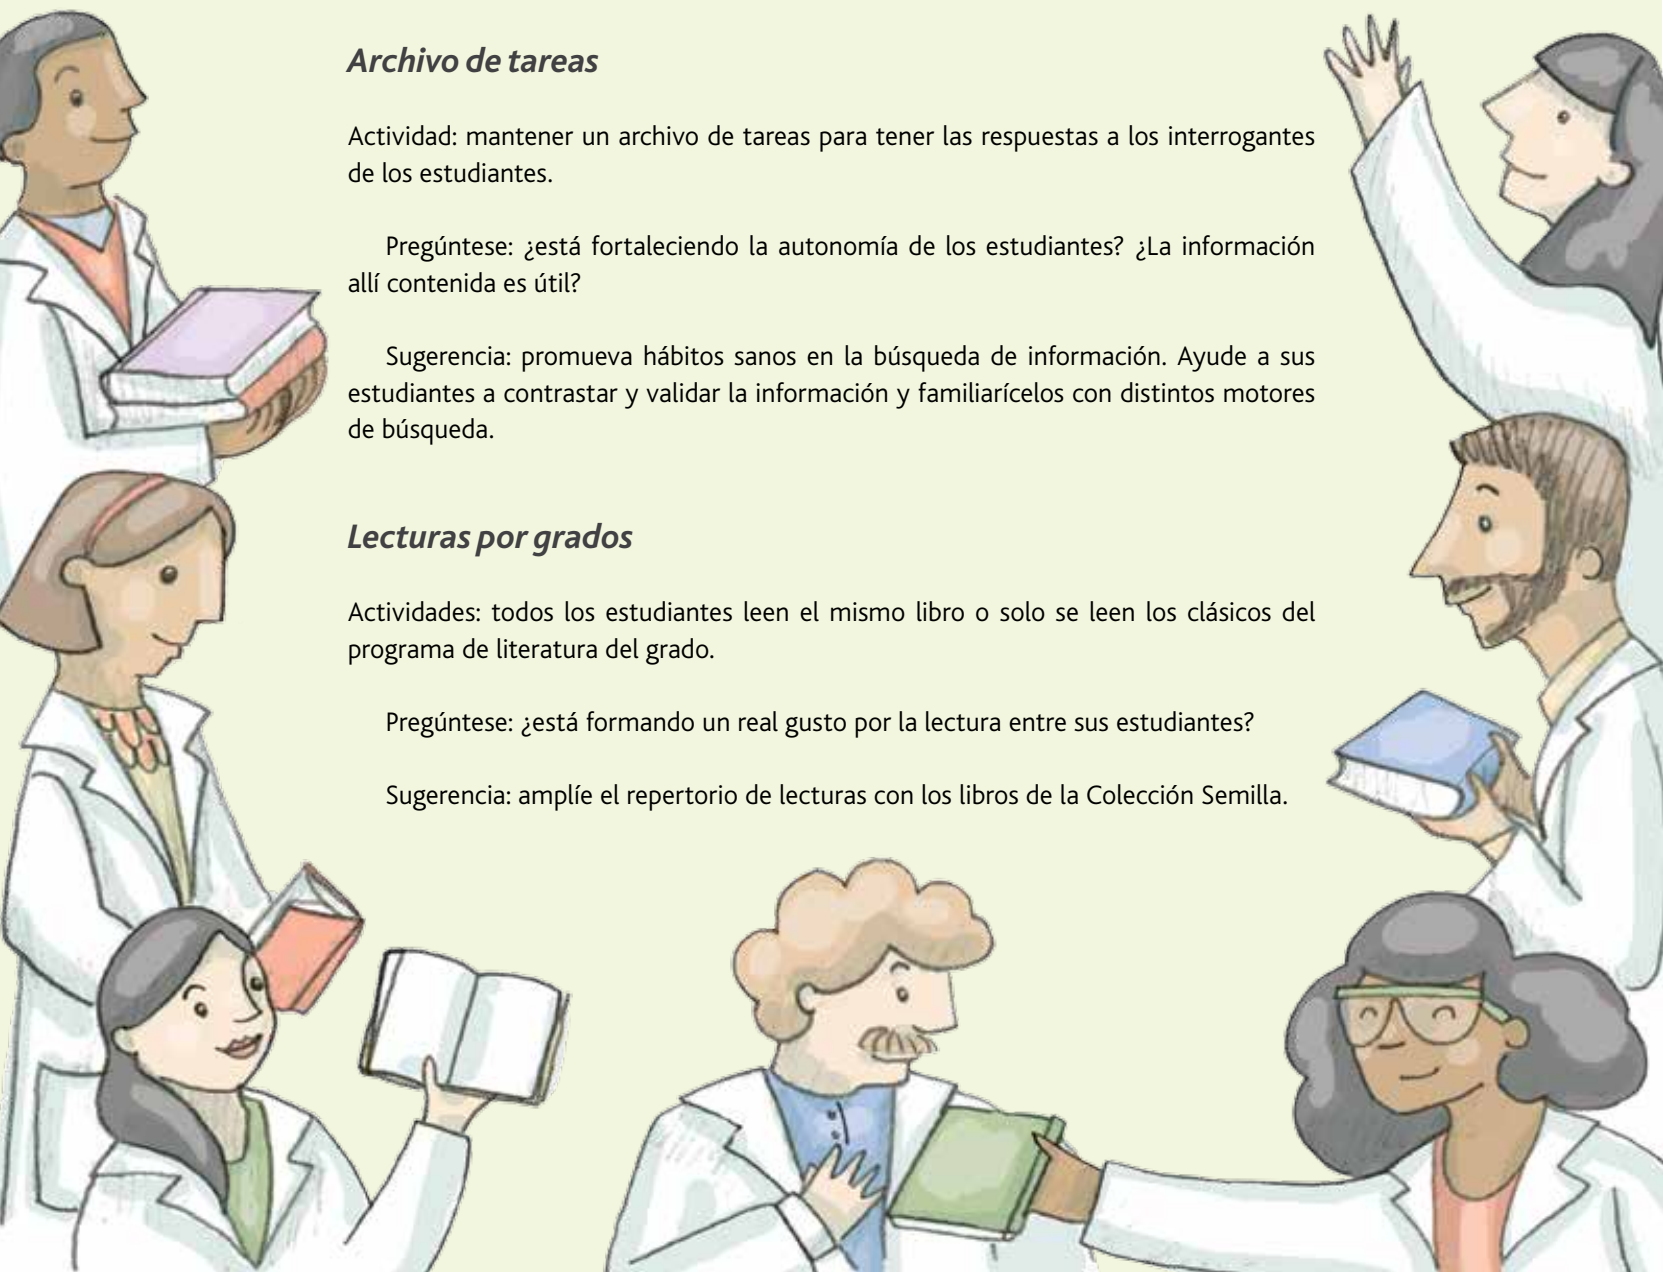 Archivo de tareas
Actividad: mantener un archivo de tareas para tener las respuestas a los interrogantes
de los estudiantes.
Pregúntese: ¿está fortaleciendo la autonomía de los estudiantes? ¿La información
allí contenida es útil?
Sugerencia: promueva hábitos sanos en la búsqueda de información. Ayude a sus
estudiantes a contrastar y validar la información y familiarícelos con distintos motores
de búsqueda.
Lecturas por grados
Actividades: todos los estudiantes leen el mismo libro o solo se leen los clásicos del
programa de literatura del grado.
Pregúntese: ¿está formando un real gusto por la lectura entre sus estudiantes?
Sugerencia: amplíe el repertorio de lecturas con los libros de la Colección Semilla.